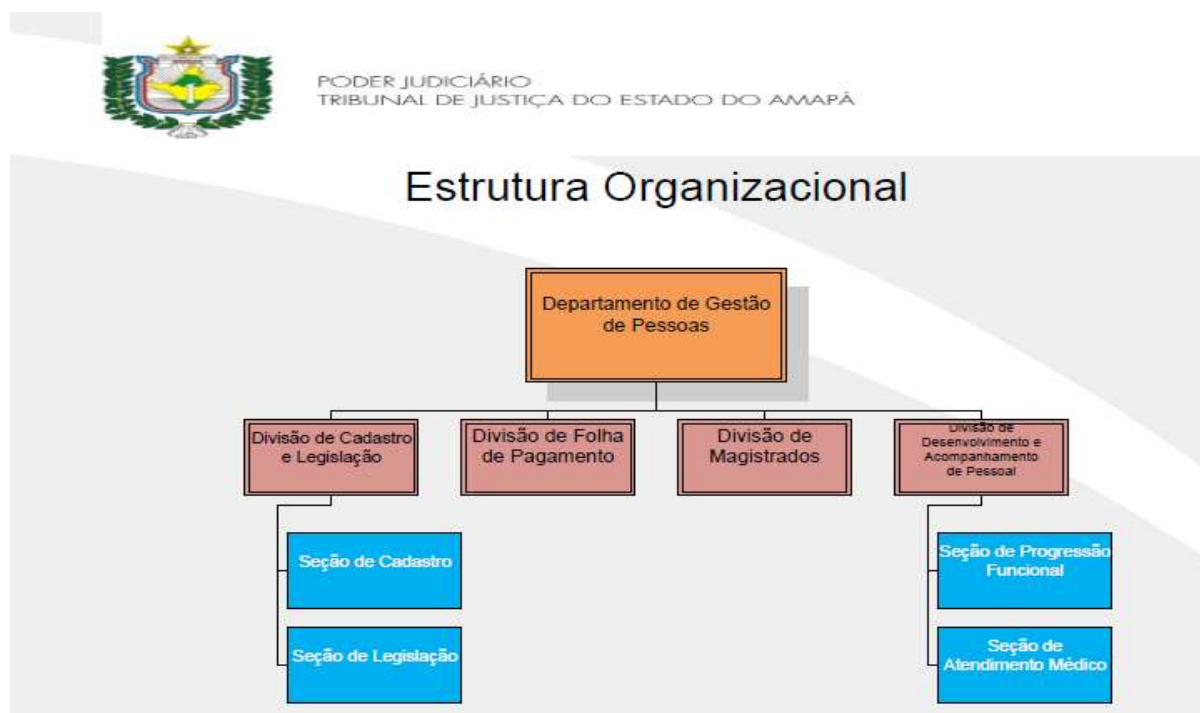 PODER JUDICIÁRIO
TRIBUNAL DE JUSTIÇA DO ESTADO DO AMAPÁ
Estrutura Organizacional
Departamento de Gestão
de Pessoas
Divisão de Cadastro
e Legislação
Divisão de Folha
de Pagamento
Divisão de
Magistrados
Divisão de
Desenvolvimento e
Acompanhamento
de Pessoal
Seção de Cadastro
Seção de Legislação
Seção de Progressão
Funcional
Seção de
Atendimento Médico